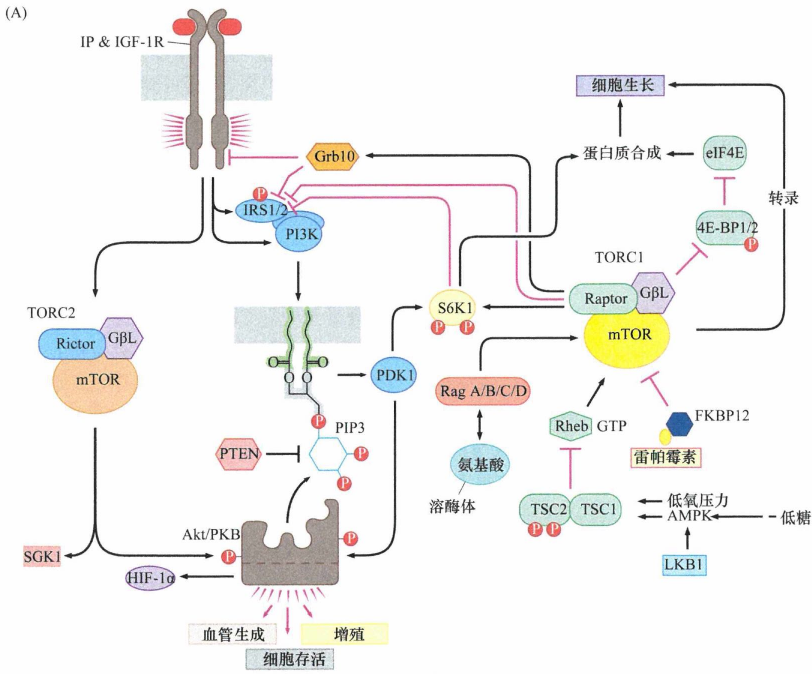 (A)
IP & IGF-1R
Grb10
P
IRS1/2
PI3K
细胞生长
蛋白质合成
eIF4E
转录
4E-BP1/2
P
TORC1
Raptor
GβL
mTOR
S6K1
P P
TORC2
Rictor
GβL
mTOR
O
O
O O
PDK1
Rag A/B/C/D
氨基酸
溶酶体
Rheb GTP
FKBP12
雷帕霉素
P
PIP3
P
P
PTEN
TSC2 TSC1
P P
低氧压力
AMPK
低糖
LKB1
Akt/PKB
P
P
SGK1
HIF-1α
血管生成
增殖
细胞存活